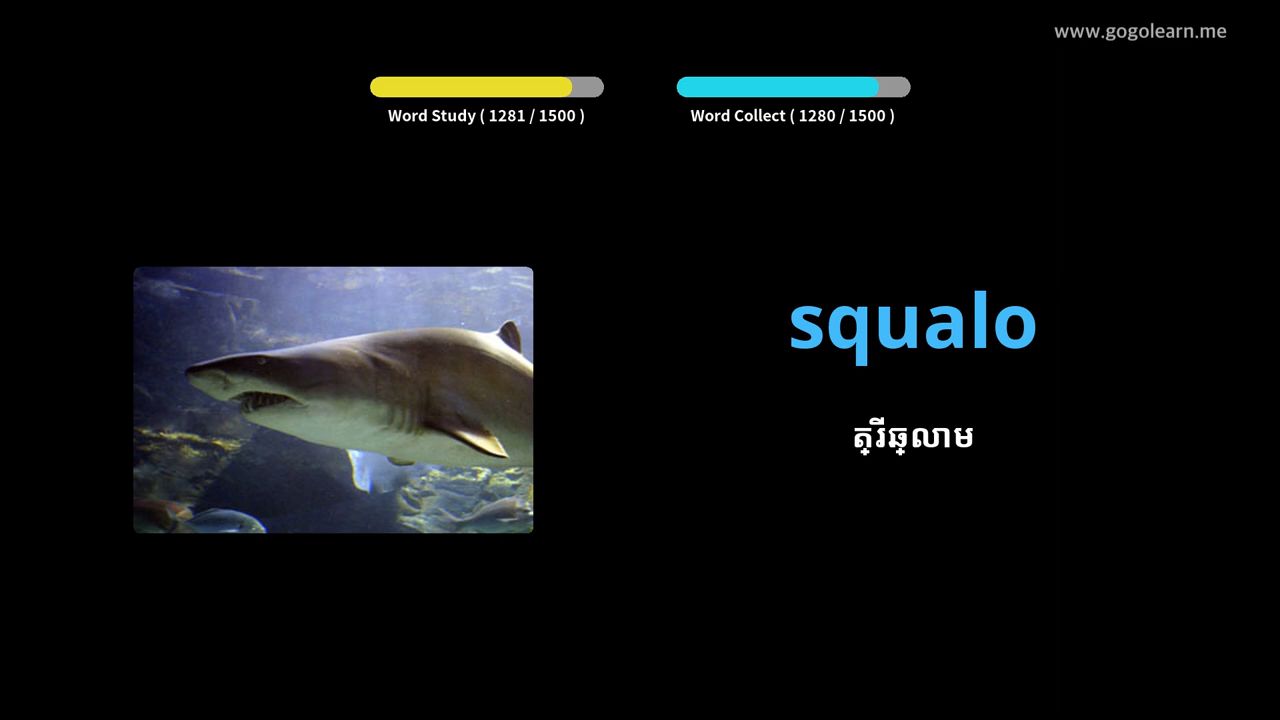 www.gogolearn.me
Word Study ( 1281 / 1500 )
Word Collect ( 1280 / 1500 )
squalo
ត្រីឆ្លាម